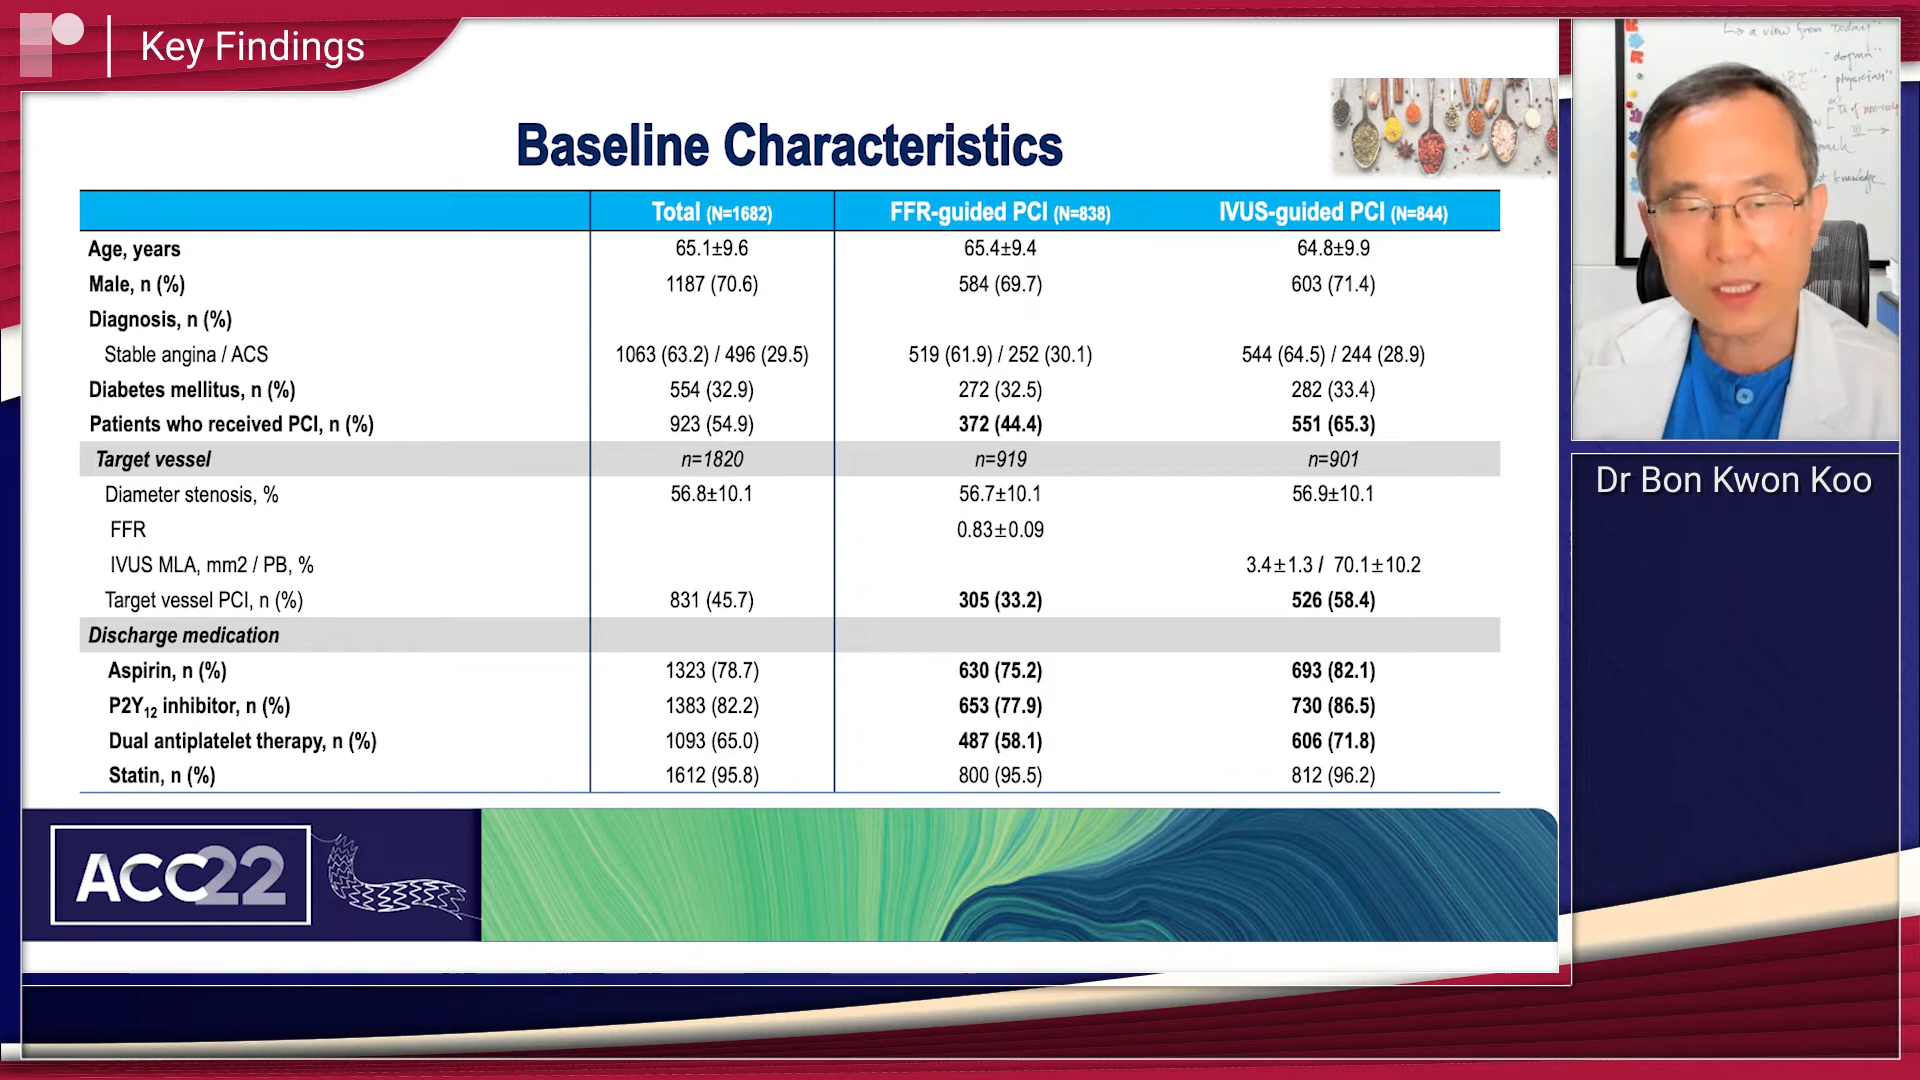 Key Findings
Baseline Characteristics
Total (N=1682) FFR-guided PCI (N=838) IVUS-guided PCI (N=844)
Age, years 65.1±9.6 65.4±9.4 64.8±9.9
Male, n (%) 1187 (70.6) 584 (69.7) 603 (71.4)
Diagnosis, n (%)
Stable angina / ACS 1063 (63.2) / 496 (29.5) 519 (61.9) / 252 (30.1) 544 (64.5) / 244 (28.9)
Diabetes mellitus, n (%) 554 (32.9) 272 (32.5) 282 (33.4)
Patients who received PCI, n (%) 923 (54.9) 372 (44.4) 551 (65.3)
Target vessel n=1820 n=919 n=901
Diameter stenosis, % 56.8±10.1 56.7±10.1 56.9±10.1
FFR 0.83±0.09
IVUS MLA, mm2 / PB, % 3.4±1.3 / 70.1±10.2
Target vessel PCI, n (%) 831 (45.7) 305 (33.2) 526 (58.4)
Discharge medication
Aspirin, n (%) 1323 (78.7) 630 (75.2) 693 (82.1)
P2Y12 inhibitor, n (%) 1383 (82.2) 653 (77.9) 730 (86.5)
Dual antiplatelet therapy, n (%) 1093 (65.0) 487 (58.1) 606 (71.8)
Statin, n (%) 1612 (95.8) 800 (95.5) 812 (96.2)
ACC22
↳ a view from today"
"dogma"
physician"
knowledge
Dr Bon Kwon Koo